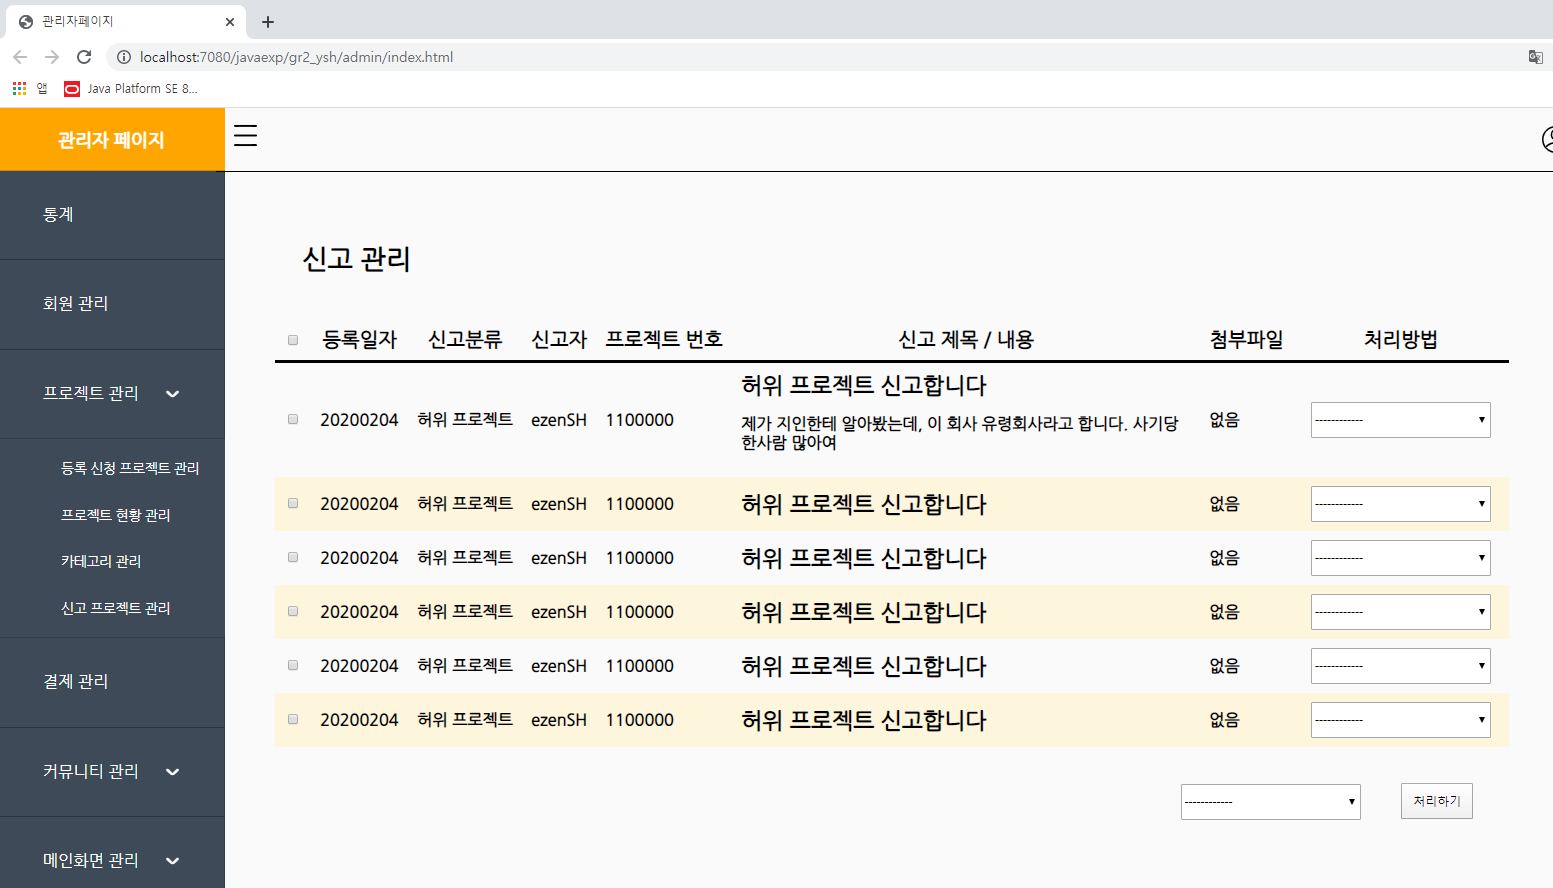 관리자페이지
localhost:7080/javaexp/gr2_ysh/admin/index.html
앱 Java Platform SE 8...
관리자 페이지
통계
회원 관리
프로젝트 관리
등록 신청 프로젝트 관리
프로젝트 현황 관리
카테고리 관리
신고 프로젝트 관리
결제 관리
커뮤니티 관리
메인화면 관리
신고 관리
등록일자 신고분류 신고자 프로젝트 번호 신고 제목 / 내용 첨부파일 처리방법
허위 프로젝트 신고합니다
20200204 허위 프로젝트 ezenSH 1100000 제가 지인한테 알아봤는데, 이 회사 유령회사라고 합니다. 사기당 없음 ------------
한사람 많아여
20200204 허위 프로젝트 ezenSH 1100000 허위 프로젝트 신고합니다 없음 ------------
20200204 허위 프로젝트 ezenSH 1100000 허위 프로젝트 신고합니다 없음 ------------
20200204 허위 프로젝트 ezenSH 1100000 허위 프로젝트 신고합니다 없음 ------------
20200204 허위 프로젝트 ezenSH 1100000 허위 프로젝트 신고합니다 없음 ------------
20200204 허위 프로젝트 ezenSH 1100000 허위 프로젝트 신고합니다 없음 ------------
------------ 처리하기